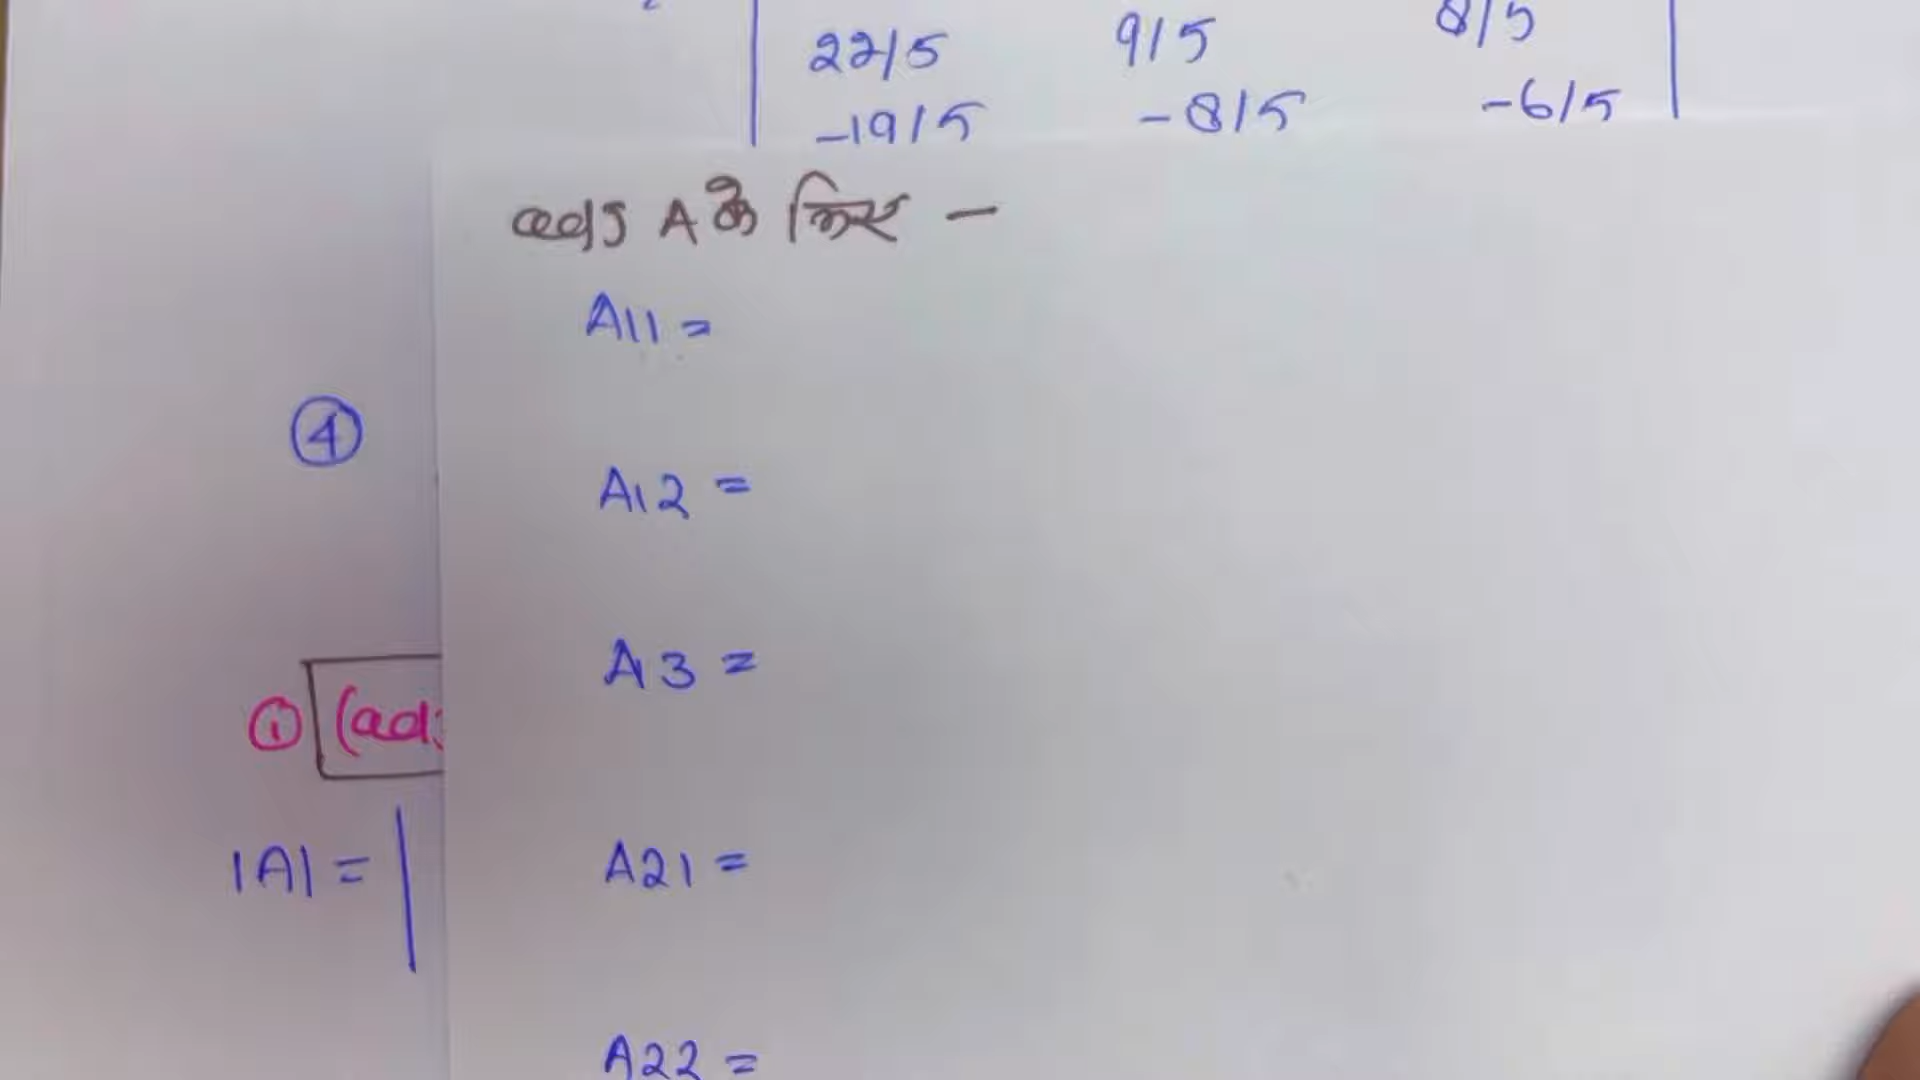 22/5 9/5 8/5
-19/5 -8/5 -6/5
adj A के लिए -
A11 =
④
A12 =
A13 =
① (adj
|A| =
A21 =
A22 =